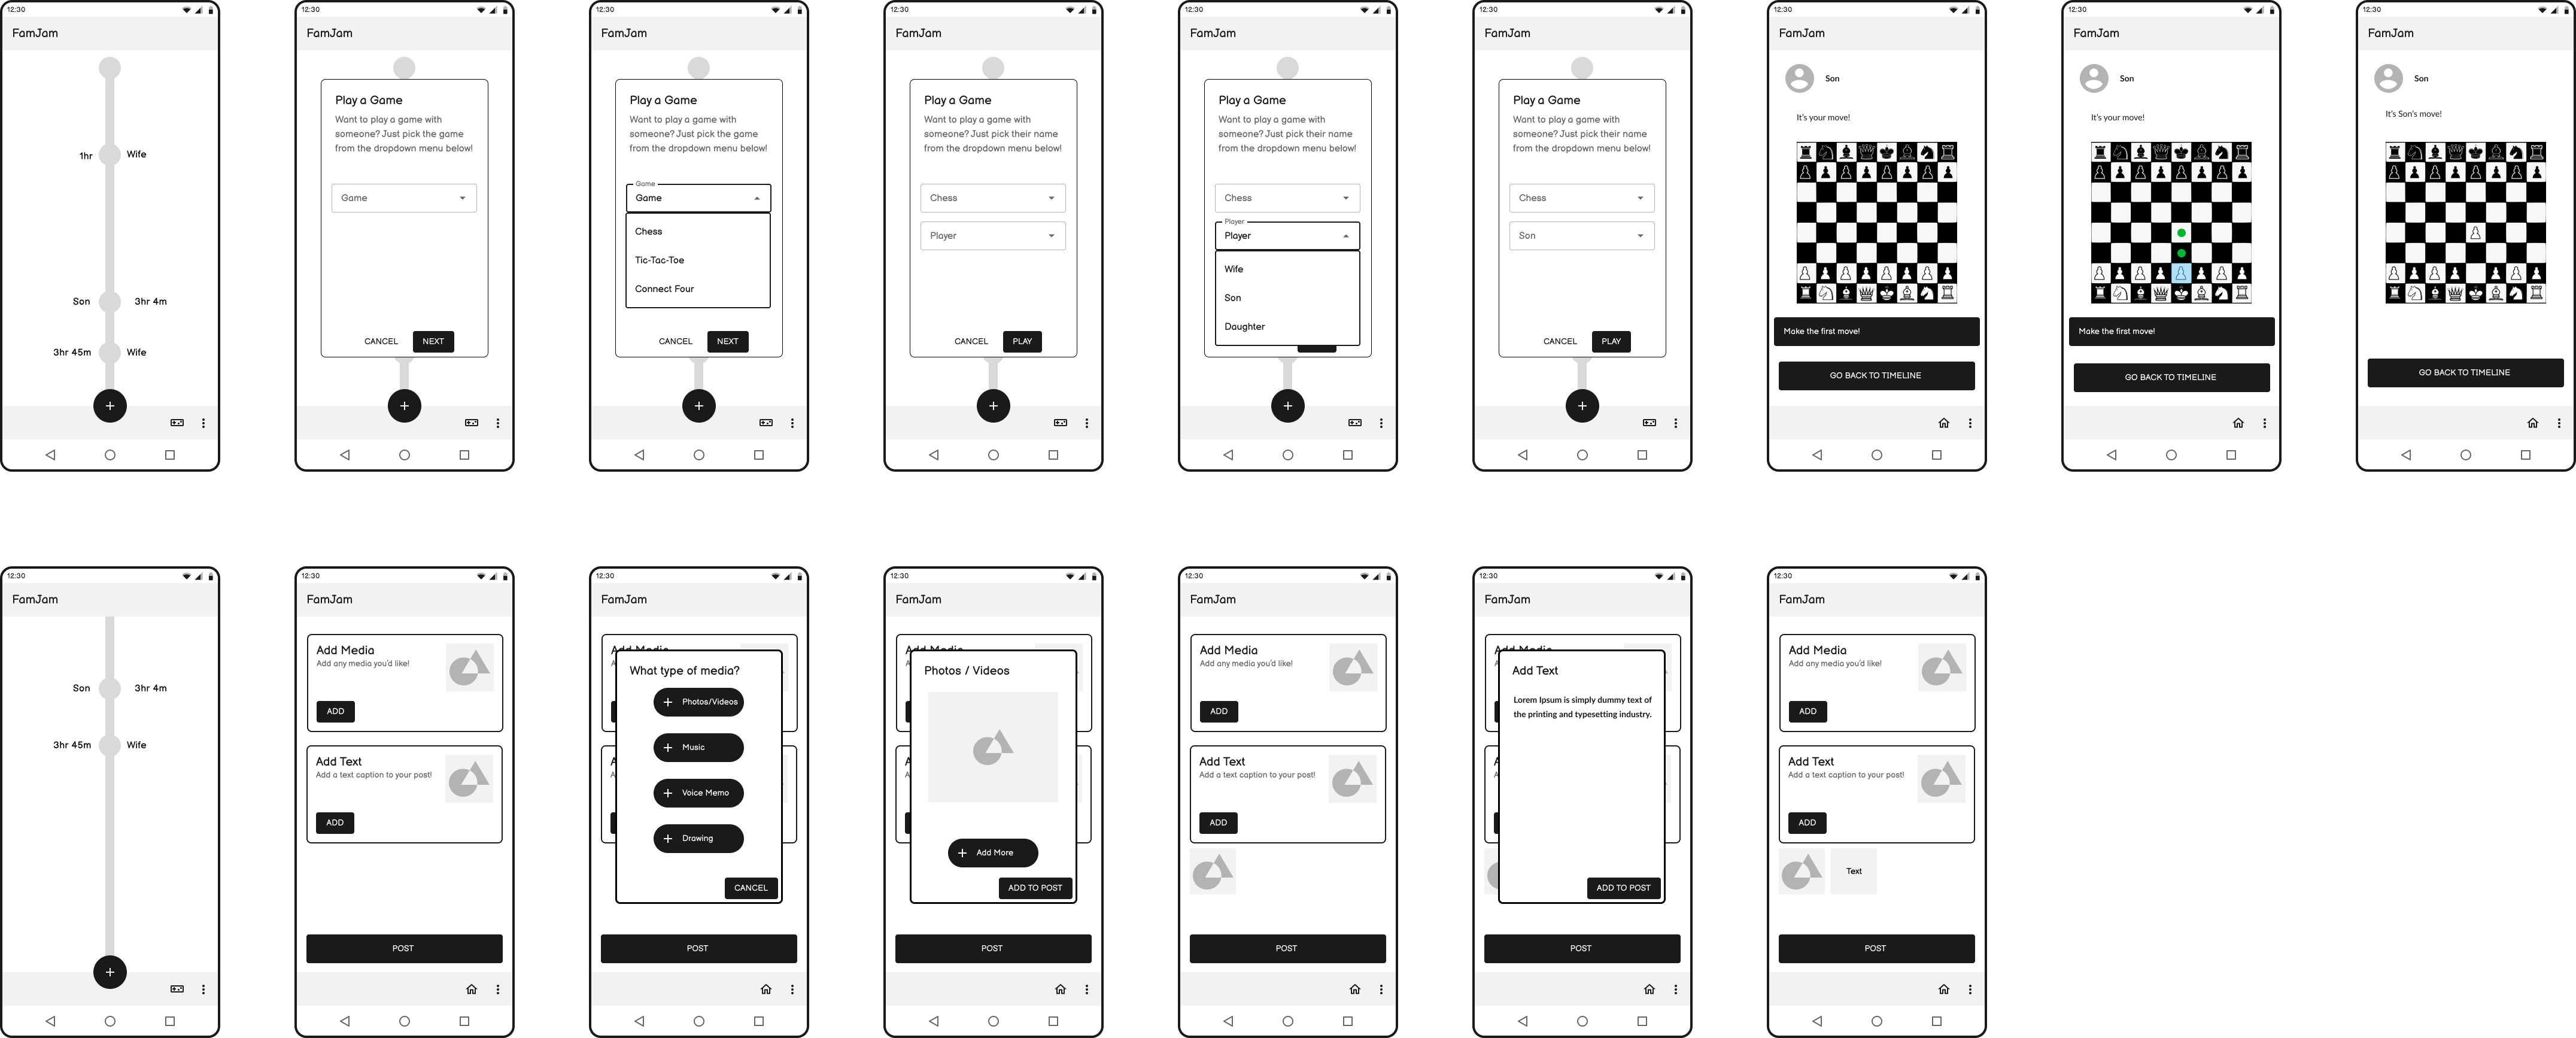 12:30
FamJam
1hr
Wife
Son
3hr 4m
3hr 45m
Wife
12:30
FamJam
Play a Game
Want to play a game with
someone? Just pick the game
from the dropdown menu below!
Game
CANCEL
NEXT
12:30
FamJam
Play a Game
Want to play a game with
someone? Just pick the game
from the dropdown menu below!
Game
Game
Chess
Tic-Tac-Toe
Connect Four
CANCEL
NEXT
12:30
FamJam
Play a Game
Want to play a game with
someone? Just pick their name
from the dropdown menu below!
Chess
Player
CANCEL
PLAY
12:30
FamJam
Play a Game
Want to play a game with
someone? Just pick their name
from the dropdown menu below!
Chess
Player
Player
Wife
Son
Daughter
12:30
FamJam
Play a Game
Want to play a game with
someone? Just pick their name
from the dropdown menu below!
Chess
Son
CANCEL
PLAY
12:30
FamJam
Son
It's your move!
Make the first move!
GO BACK TO TIMELINE
12:30
FamJam
Son
It's your move!
Make the first move!
GO BACK TO TIMELINE
12:30
FamJam
Son
It's Son's move!
GO BACK TO TIMELINE
12:30
FamJam
Son
3hr 4m
3hr 45m
Wife
12:30
FamJam
Add Media
Add any media you'd like!
ADD
Add Text
Add a text caption to your post!
ADD
POST
12:30
FamJam
What type of media?
Photos/Videos
Music
Voice Memo
Drawing
CANCEL
POST
12:30
FamJam
Photos / Videos
Add More
ADD TO POST
POST
12:30
FamJam
Add Media
Add any media you'd like!
ADD
Add Text
Add a text caption to your post!
ADD
POST
12:30
FamJam
Add Text
Lorem Ipsum is simply dummy text of
the printing and typesetting industry.
ADD TO POST
POST
12:30
FamJam
Add Media
Add any media you'd like!
ADD
Add Text
Add a text caption to your post!
ADD
Text
POST